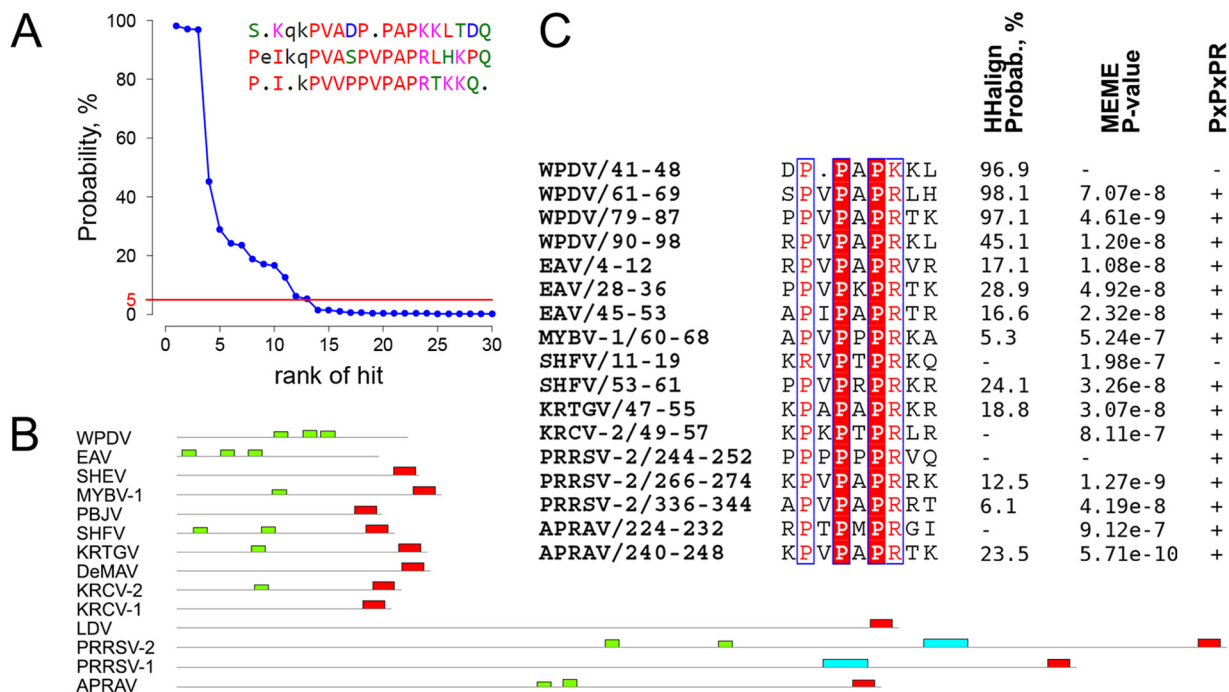 A
Probability, %
100
80
60
40
20
5
0
0
5
10
15
20
25
30
rank of hit
S.KqkPVADP.PAPKKLTDQ
PeIkqPVASPVPAPRLHKPQ
P.I.kPVVPPVPAPRTKKQ.
B
WPDV
EAV
SHEV
MYBV-1
PBJV
SHFV
KRTGV
DeMAV
KRCV-2
KRCV-1
LDV
PRRSV-2
PRRSV-1
APRAV
C
HHalign Probab., %
MEME P-value
PxPxPR
WPDV/41-48 DP.PAPKKL 96.9 - -
WPDV/61-69 SPVPAPRLH 98.1 7.07e-8 +
WPDV/79-87 PPVPAPRTK 97.1 4.61e-9 +
WPDV/90-98 RPVPAPRKL 45.1 1.20e-8 +
EAV/4-12 RPVPAPRVR 17.1 1.08e-8 +
EAV/28-36 PPVPKPRTK 28.9 4.92e-8 +
EAV/45-53 APIPAPRTR 16.6 2.32e-8 +
MYBV-1/60-68 APVPPPRKA 5.3 5.24e-7 +
SHFV/11-19 KRVPTPRKQ - 1.98e-7 -
SHFV/53-61 PPVPRPRKR 24.1 3.26e-8 +
KRTGV/47-55 KPAPAPRKR 18.8 3.07e-8 +
KRCV-2/49-57 KPKPTPRLR - 8.11e-7 +
PRRSV-2/244-252 PPPPPPRVQ - - +
PRRSV-2/266-274 KPVPAPRRK 12.5 1.27e-9 +
PRRSV-2/336-344 APVPAPRRT 6.1 4.19e-8 +
APRAV/224-232 RPTPMPRGI - 9.12e-7 +
APRAV/240-248 KPVPAPRTK 23.5 5.71e-10 +